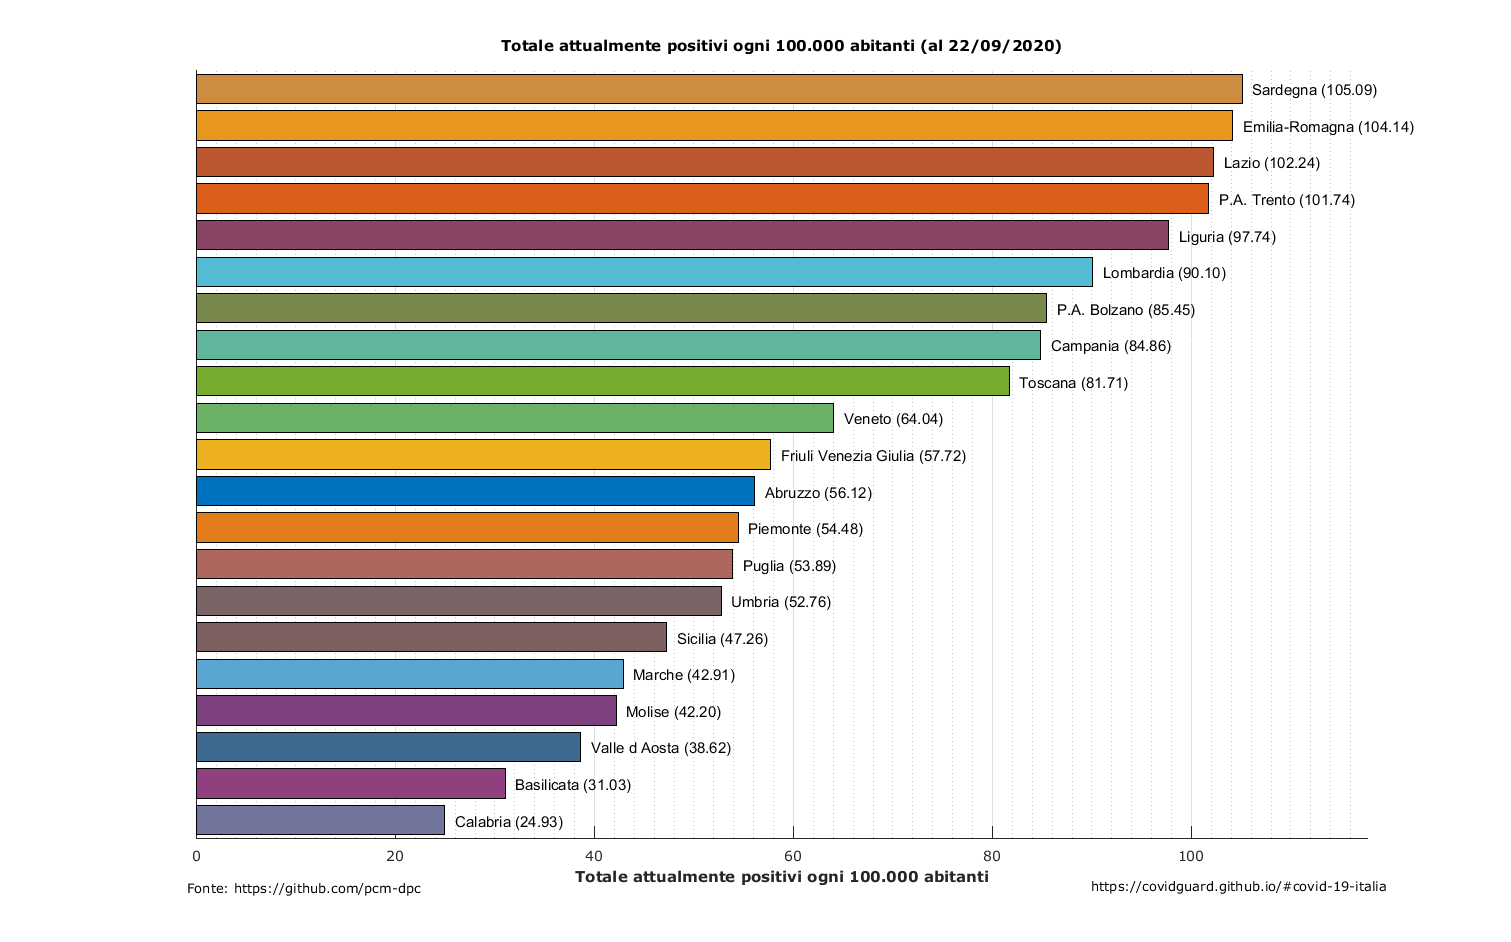 Totale attualmente positivi ogni 100.000 abitanti (al 22/09/2020)
Sardegna (105.09)
Emilia-Romagna (104.14)
Lazio (102.24)
P.A. Trento (101.74)
Liguria (97.74)
Lombardia (90.10)
P.A. Bolzano (85.45)
Campania (84.86)
Toscana (81.71)
Veneto (64.04)
Friuli Venezia Giulia (57.72)
Abruzzo (56.12)
Piemonte (54.48)
Puglia (53.89)
Umbria (52.76)
Sicilia (47.26)
Marche (42.91)
Molise (42.20)
Valle d Aosta (38.62)
Basilicata (31.03)
Calabria (24.93)
0 20 40 60 80 100
Totale attualmente positivi ogni 100.000 abitanti
Fonte: https://github.com/pcm-dpc
https://covidguard.github.io/#covid-19-italia